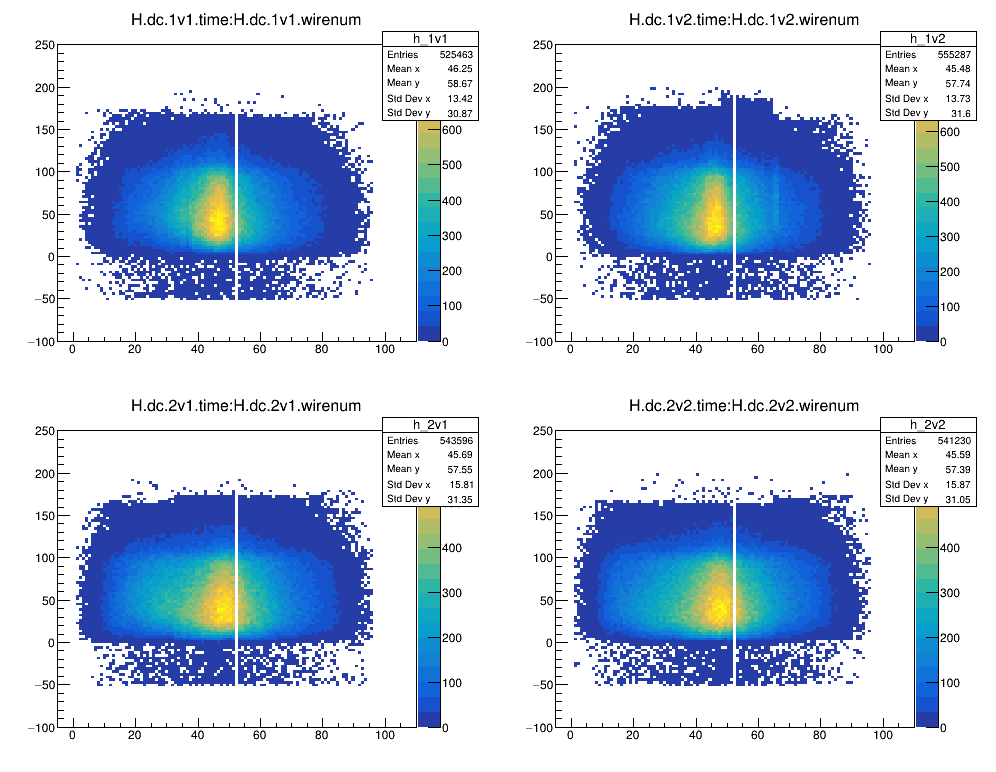 H.dc.1v1.time:H.dc.1v1.wirenum
h_1v1
Entries 525463
Mean x 46.25
Mean y 58.67
Std Dev x 13.42
Std Dev y 30.87
250
200
150
100
50
0
−50
−100
0 20 40 60 80 100
600
500
400
300
200
100
0
H.dc.1v2.time:H.dc.1v2.wirenum
h_1v2
Entries 555287
Mean x 45.48
Mean y 57.74
Std Dev x 13.73
Std Dev y 31.6
250
200
150
100
50
0
−50
−100
0 20 40 60 80 100
600
500
400
300
200
100
0
H.dc.2v1.time:H.dc.2v1.wirenum
h_2v1
Entries 543596
Mean x 45.69
Mean y 57.55
Std Dev x 15.81
Std Dev y 31.35
250
200
150
100
50
0
−50
−100
0 20 40 60 80 100
400
300
200
100
0
H.dc.2v2.time:H.dc.2v2.wirenum
h_2v2
Entries 541230
Mean x 45.59
Mean y 57.39
Std Dev x 15.87
Std Dev y 31.05
250
200
150
100
50
0
−50
−100
0 20 40 60 80 100
400
300
200
100
0